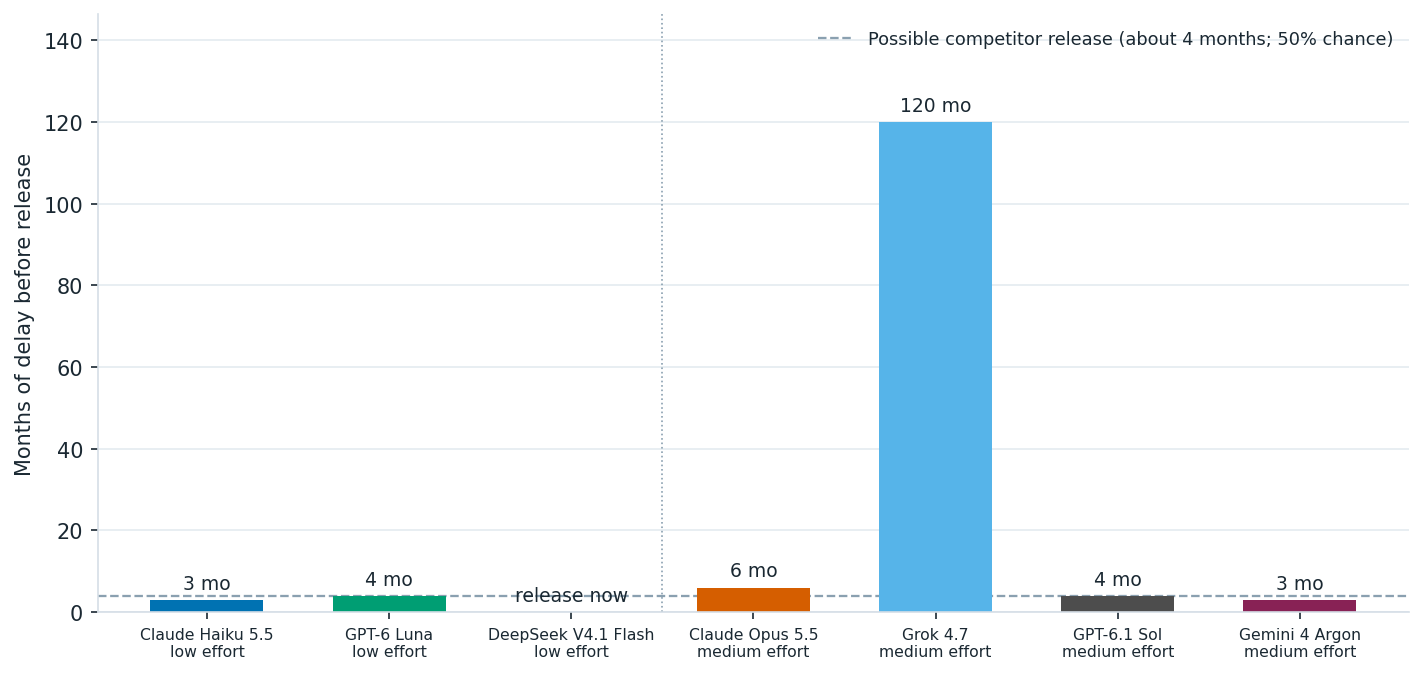 Months of delay before release
140
120
100
80
60
40
20
0
Possible competitor release (about 4 months; 50% chance)
3 mo
4 mo
release now
6 mo
120 mo
4 mo
3 mo
Claude Haiku 5.5
low effort
GPT-6 Luna
low effort
DeepSeek V4.1 Flash
low effort
Claude Opus 5.5
medium effort
Grok 4.7
medium effort
GPT-6.1 Sol
medium effort
Gemini 4 Argon
medium effort